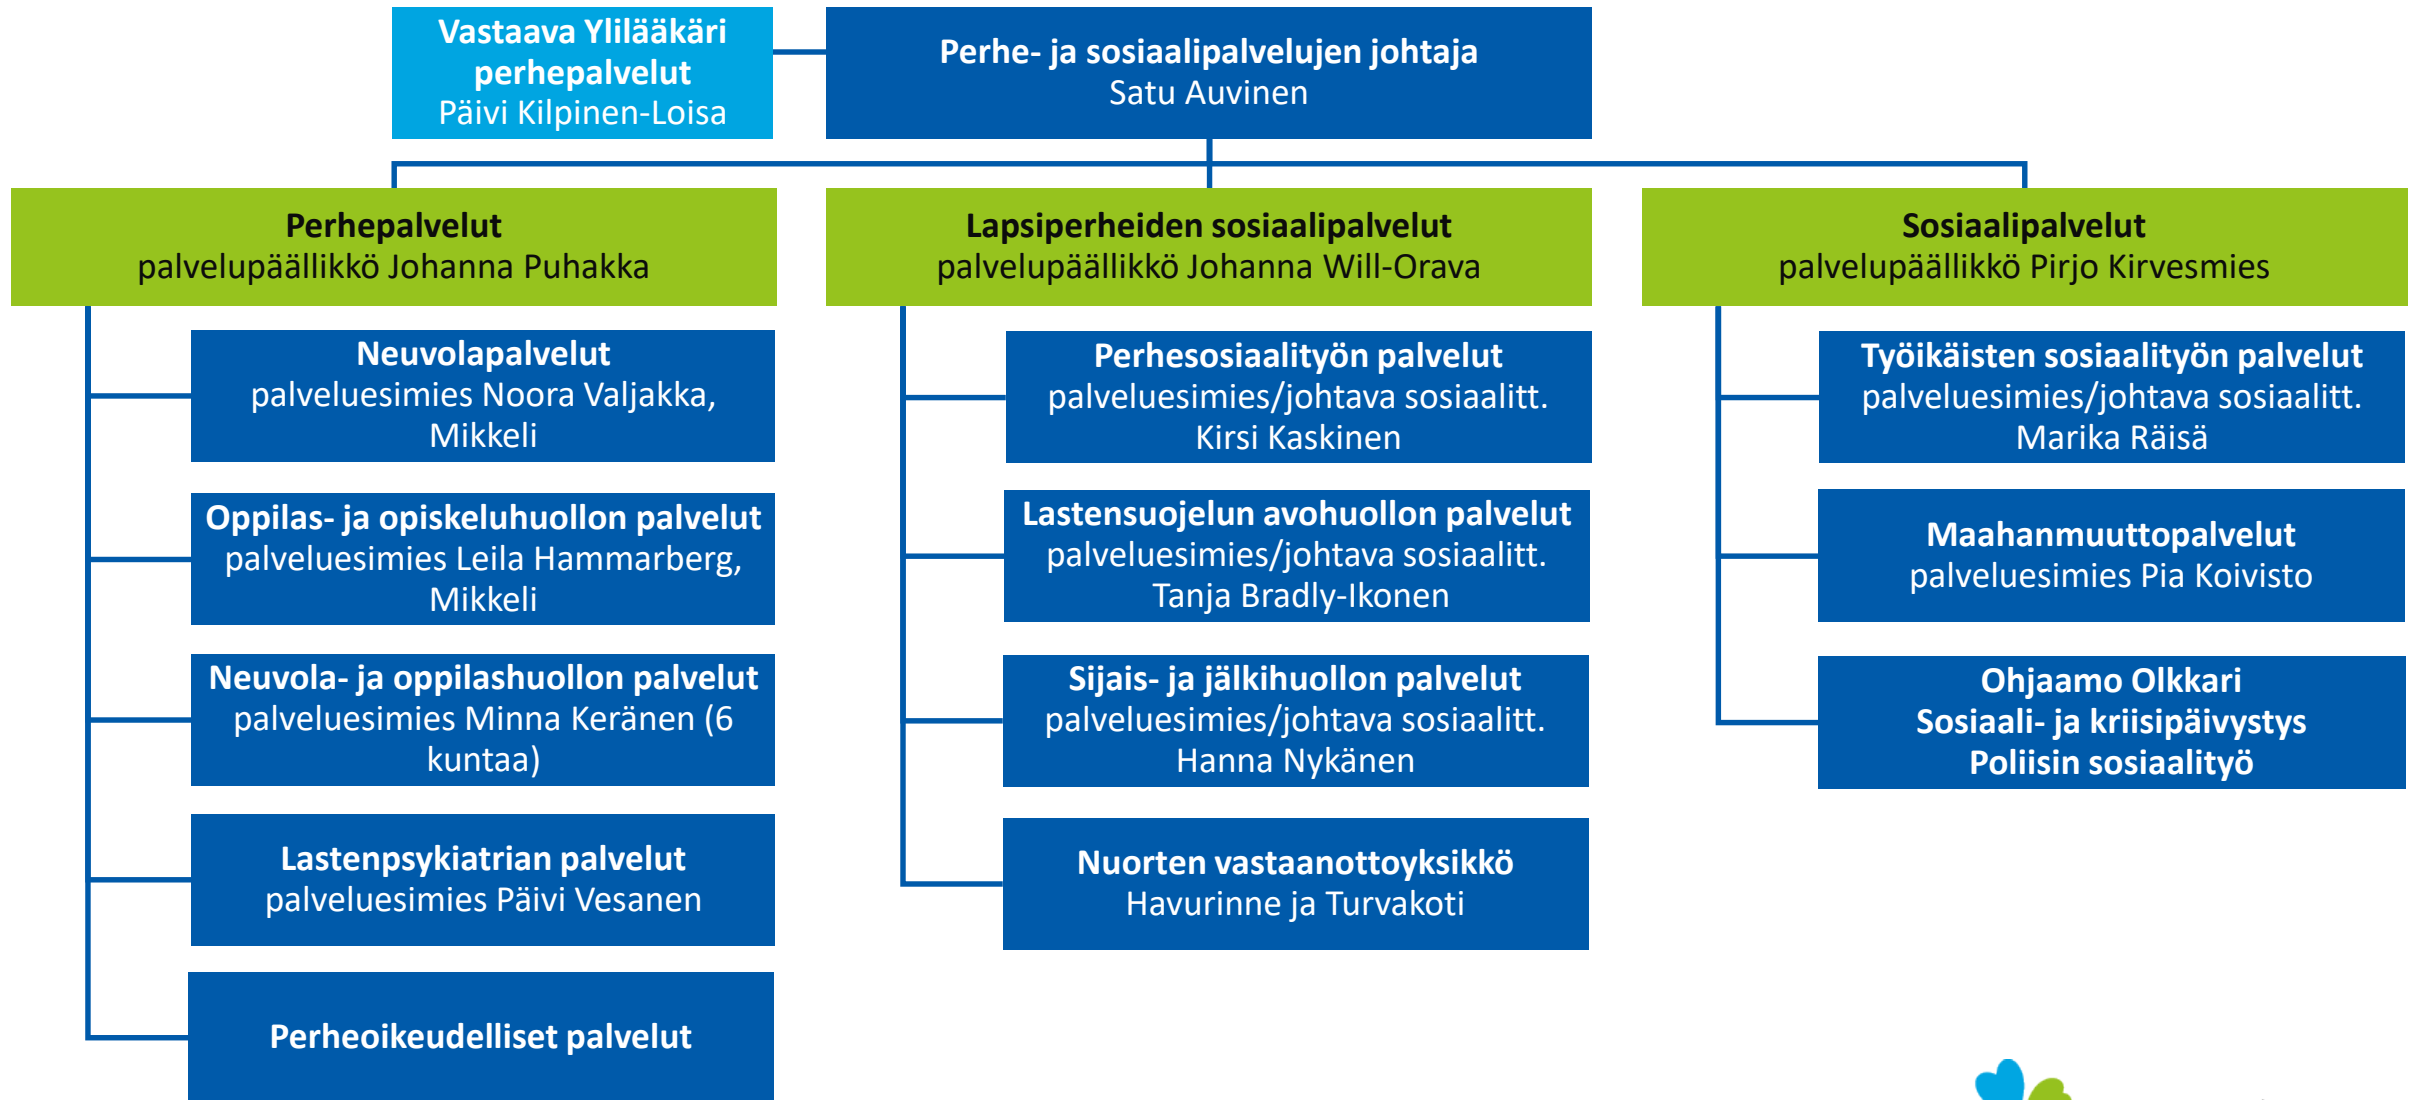 Vastaava Ylilääkäri
perhepalvelut
Päivi Kilpinen-Loisa
Perhe- ja sosiaalipalvelujen johtaja
Satu Auvinen
Perhepalvelut
palvelupäällikkö Johanna Puhakka
Neuvolapalvelut
palveluesimies Noora Valjakka,
Mikkeli
Oppilas- ja opiskeluhuollon palvelut
palveluesimies Leila Hammarberg,
Mikkeli
Neuvola- ja oppilashuollon palvelut
palveluesimies Minna Keränen (6
kuntaa)
Lastenpsykiatrian palvelut
palveluesimies Päivi Vesanen
Perheoikeudelliset palvelut
Lapsiperheiden sosiaalipalvelut
palvelupäällikkö Johanna Will-Orava
Perhesosiaalityön palvelut
palveluesimies/johtava sosiaalitt.
Kirsi Kaskinen
Lastensuojelun avohuollon palvelut
palveluesimies/johtava sosiaalitt.
Tanja Bradly-Ikonen
Sijais- ja jälkihuollon palvelut
palveluesimies/johtava sosiaalitt.
Hanna Nykänen
Nuorten vastaanottoyksikkö
Havurinne ja Turvakoti
Sosiaalipalvelut
palvelupäällikkö Pirjo Kirvesmies
Työikäisten sosiaalityön palvelut
palveluesimies/johtava sosiaalitt.
Marika Räisä
Maahanmuuttopalvelut
palveluesimies Pia Koivisto
Ohjaamo Olkkari
Sosiaali- ja kriisipäivystys
Poliisin sosiaalityö